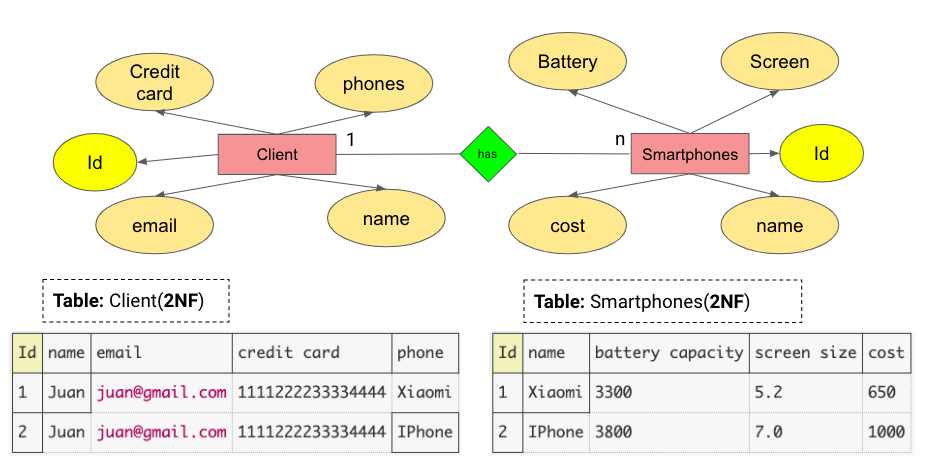 Credit
card
phones
Battery
Screen
1
n
Id
Client
has
Smartphones
Id
email
name
cost
name
Table: Client(2NF)
Table: Smartphones(2NF)
Id name email credit card phone
1 Juan juan@gmail.com 1111222233334444 Xiaomi
2 Juan juan@gmail.com 1111222233334444 IPhone
Id name battery capacity screen size cost
1 Xiaomi 3300 5.2 650
2 IPhone 3800 7.0 1000